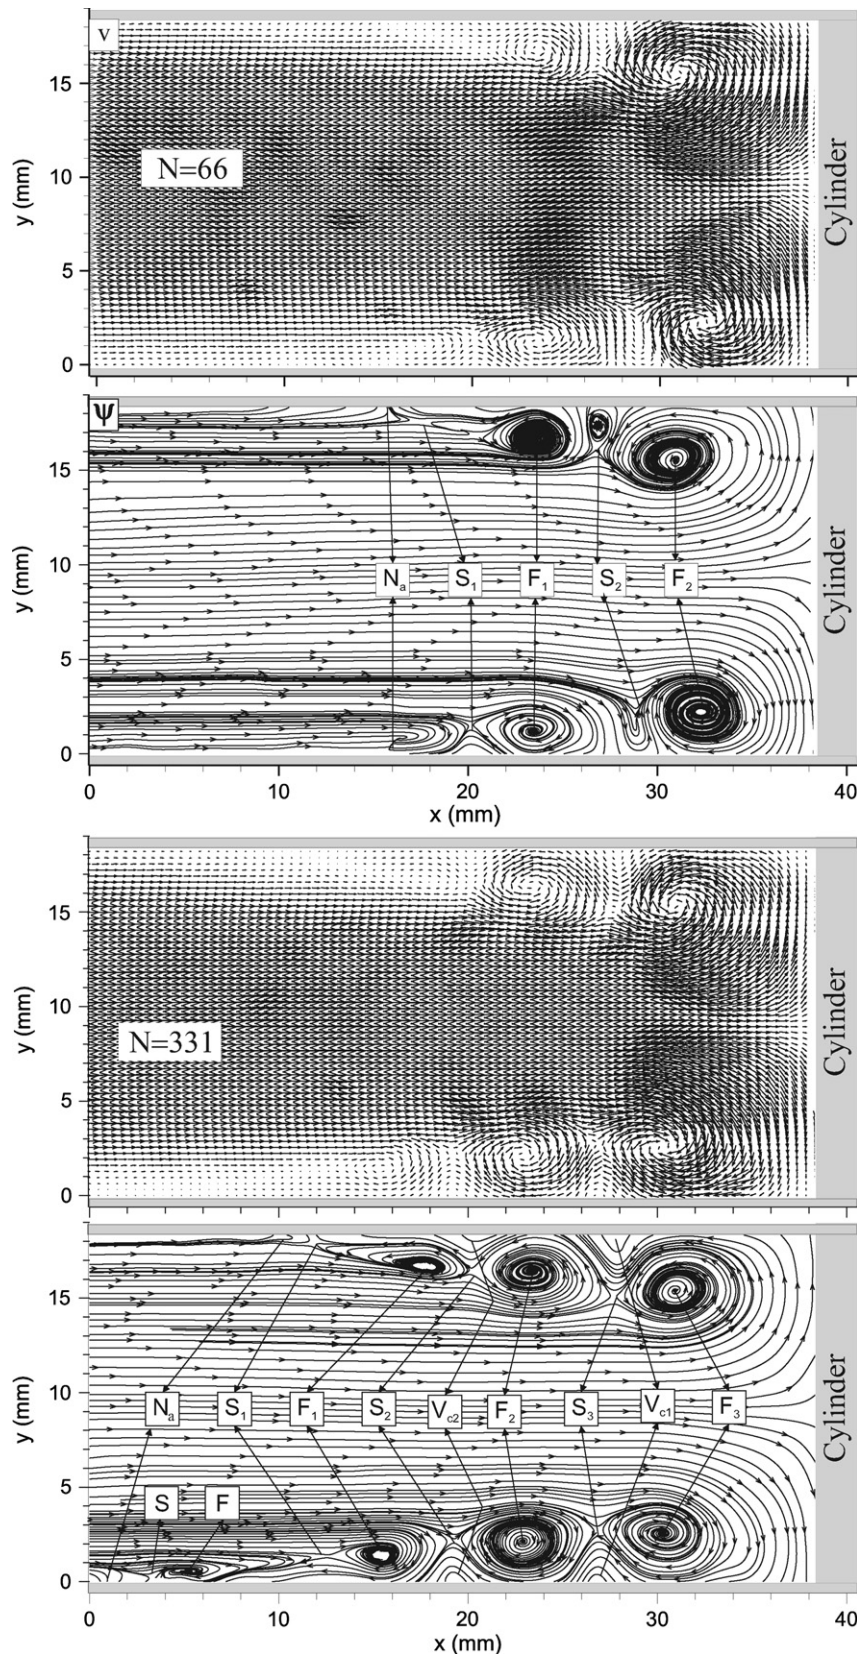 v
15
N=66
10
y (mm)
Cylinder
5
0
Ψ
15
10
y (mm)
Nₐ S₁ F₁ S₂ F₂
Cylinder
5
0
0 10 20 30 40
x (mm)
15
10
y (mm)
N=331
Cylinder
5
0
15
10
y (mm)
Nₐ S₁ F₁ S₂ V_c2 F₂ S₃ V_c1 F₃
Cylinder
5
S F
0
0 10 20 30 40
x (mm)